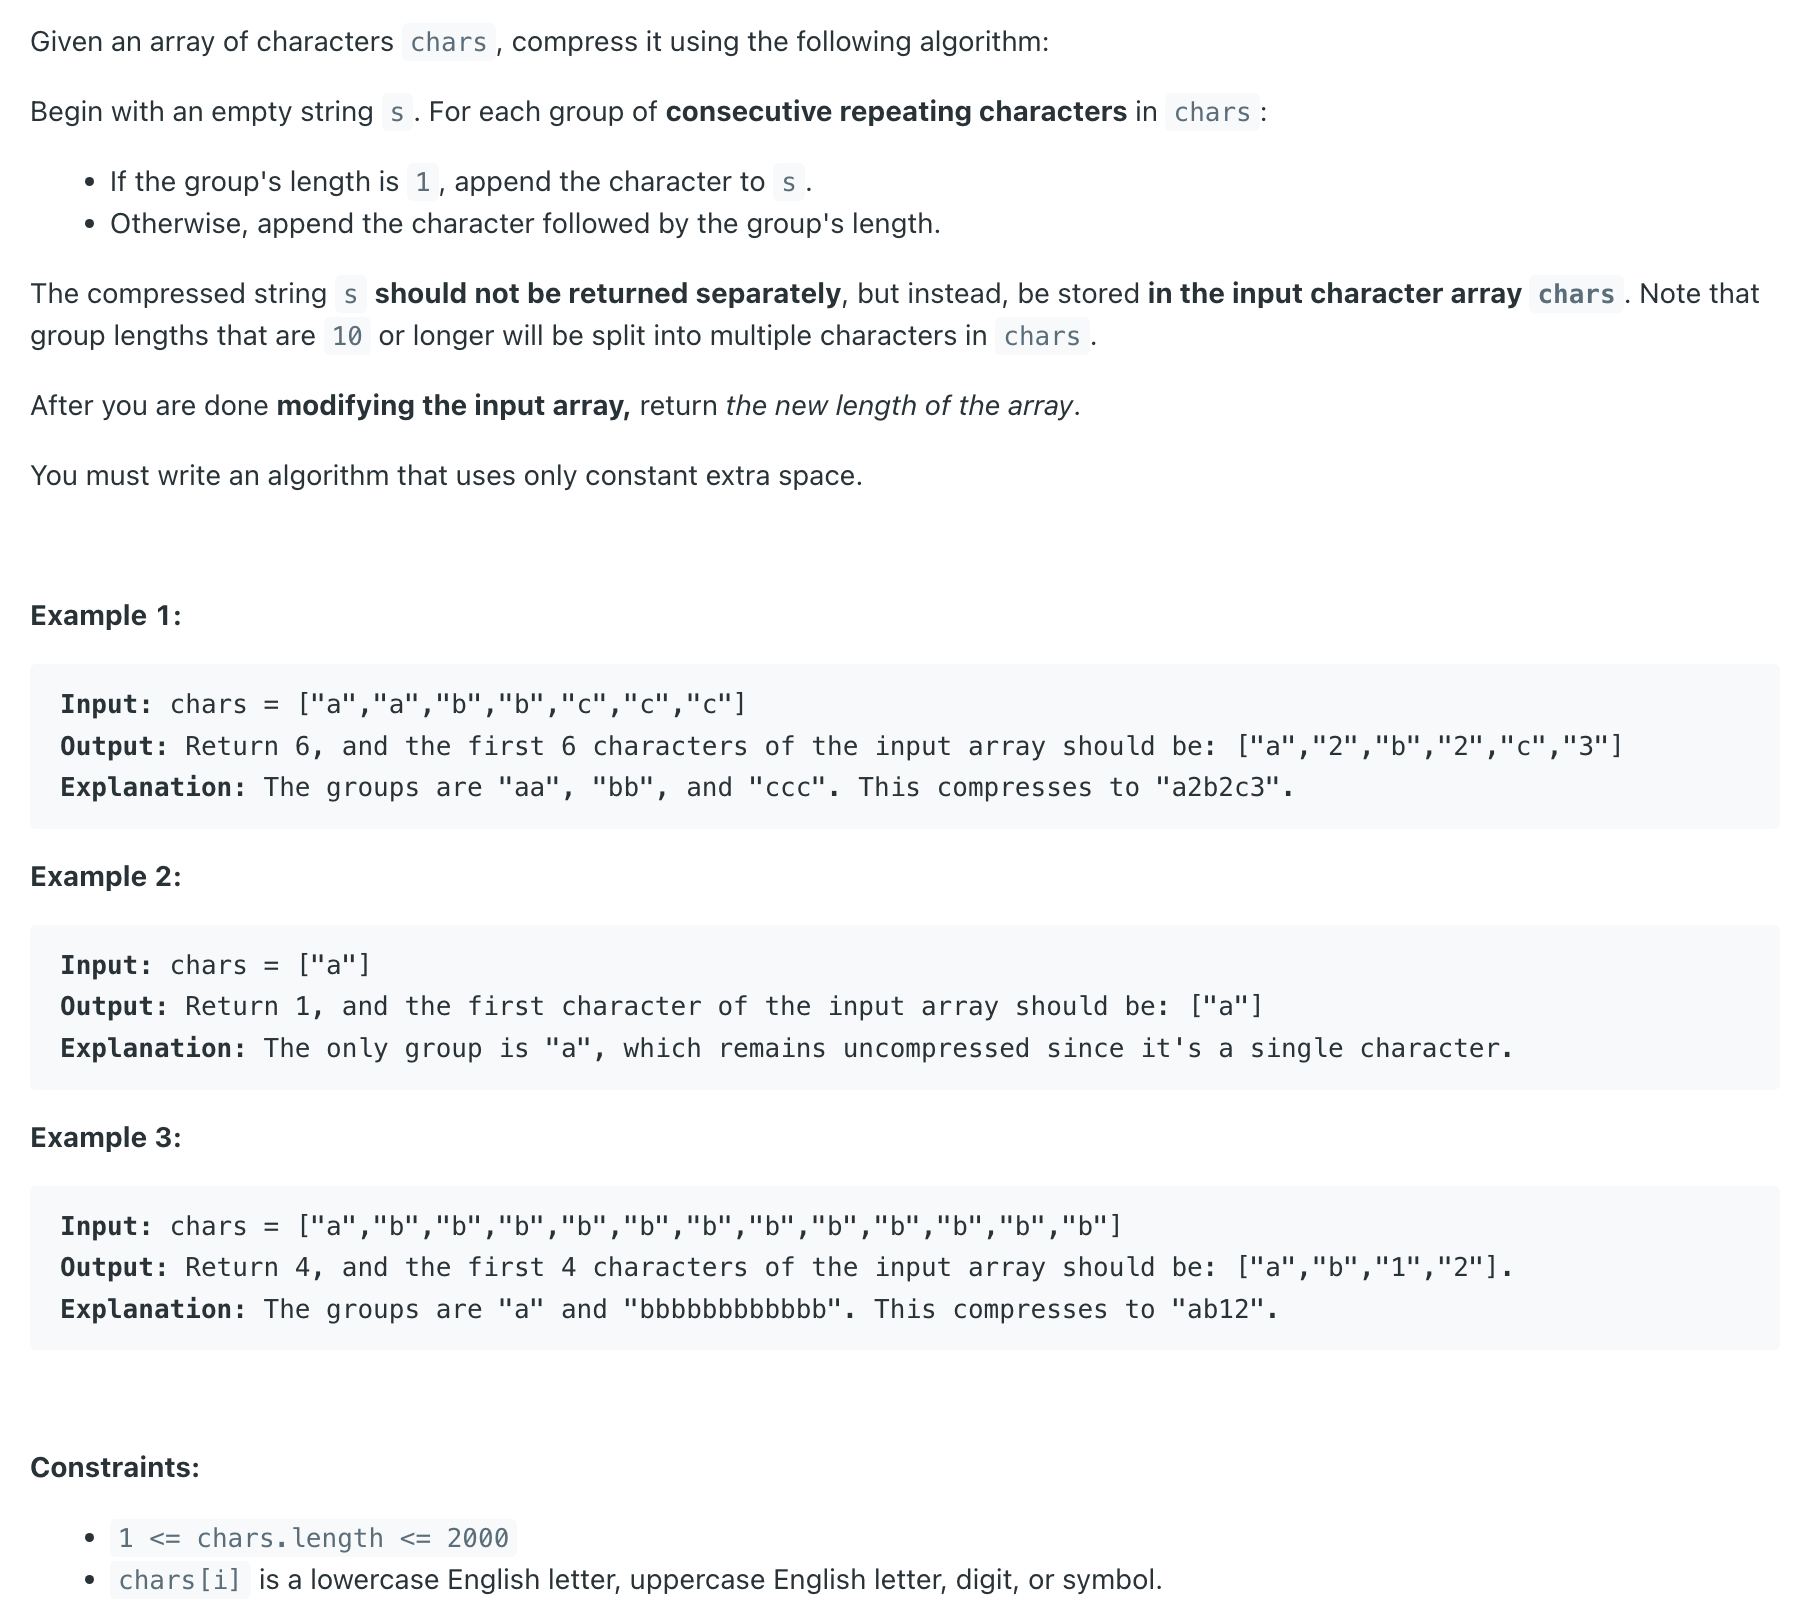 Given an array of characters chars, compress it using the following algorithm:
Begin with an empty string s. For each group of consecutive repeating characters in chars:
• If the group's length is 1, append the character to s.
• Otherwise, append the character followed by the group's length.
The compressed string s should not be returned separately, but instead, be stored in the input character array chars. Note that
group lengths that are 10 or longer will be split into multiple characters in chars.
After you are done modifying the input array, return the new length of the array.
You must write an algorithm that uses only constant extra space.
Example 1:
Input: chars = ["a","a","b","b","c","c","c"]
Output: Return 6, and the first 6 characters of the input array should be: ["a","2","b","2","c","3"]
Explanation: The groups are "aa", "bb", and "ccc". This compresses to "a2b2c3".
Example 2:
Input: chars = ["a"]
Output: Return 1, and the first character of the input array should be: ["a"]
Explanation: The only group is "a", which remains uncompressed since it's a single character.
Example 3:
Input: chars = ["a","b","b","b","b","b","b","b","b","b","b","b","b"]
Output: Return 4, and the first 4 characters of the input array should be: ["a","b","1","2"].
Explanation: The groups are "a" and "bbbbbbbbbbbb". This compresses to "ab12".
Constraints:
• 1 <= chars.length <= 2000
• chars[i] is a lowercase English letter, uppercase English letter, digit, or symbol.